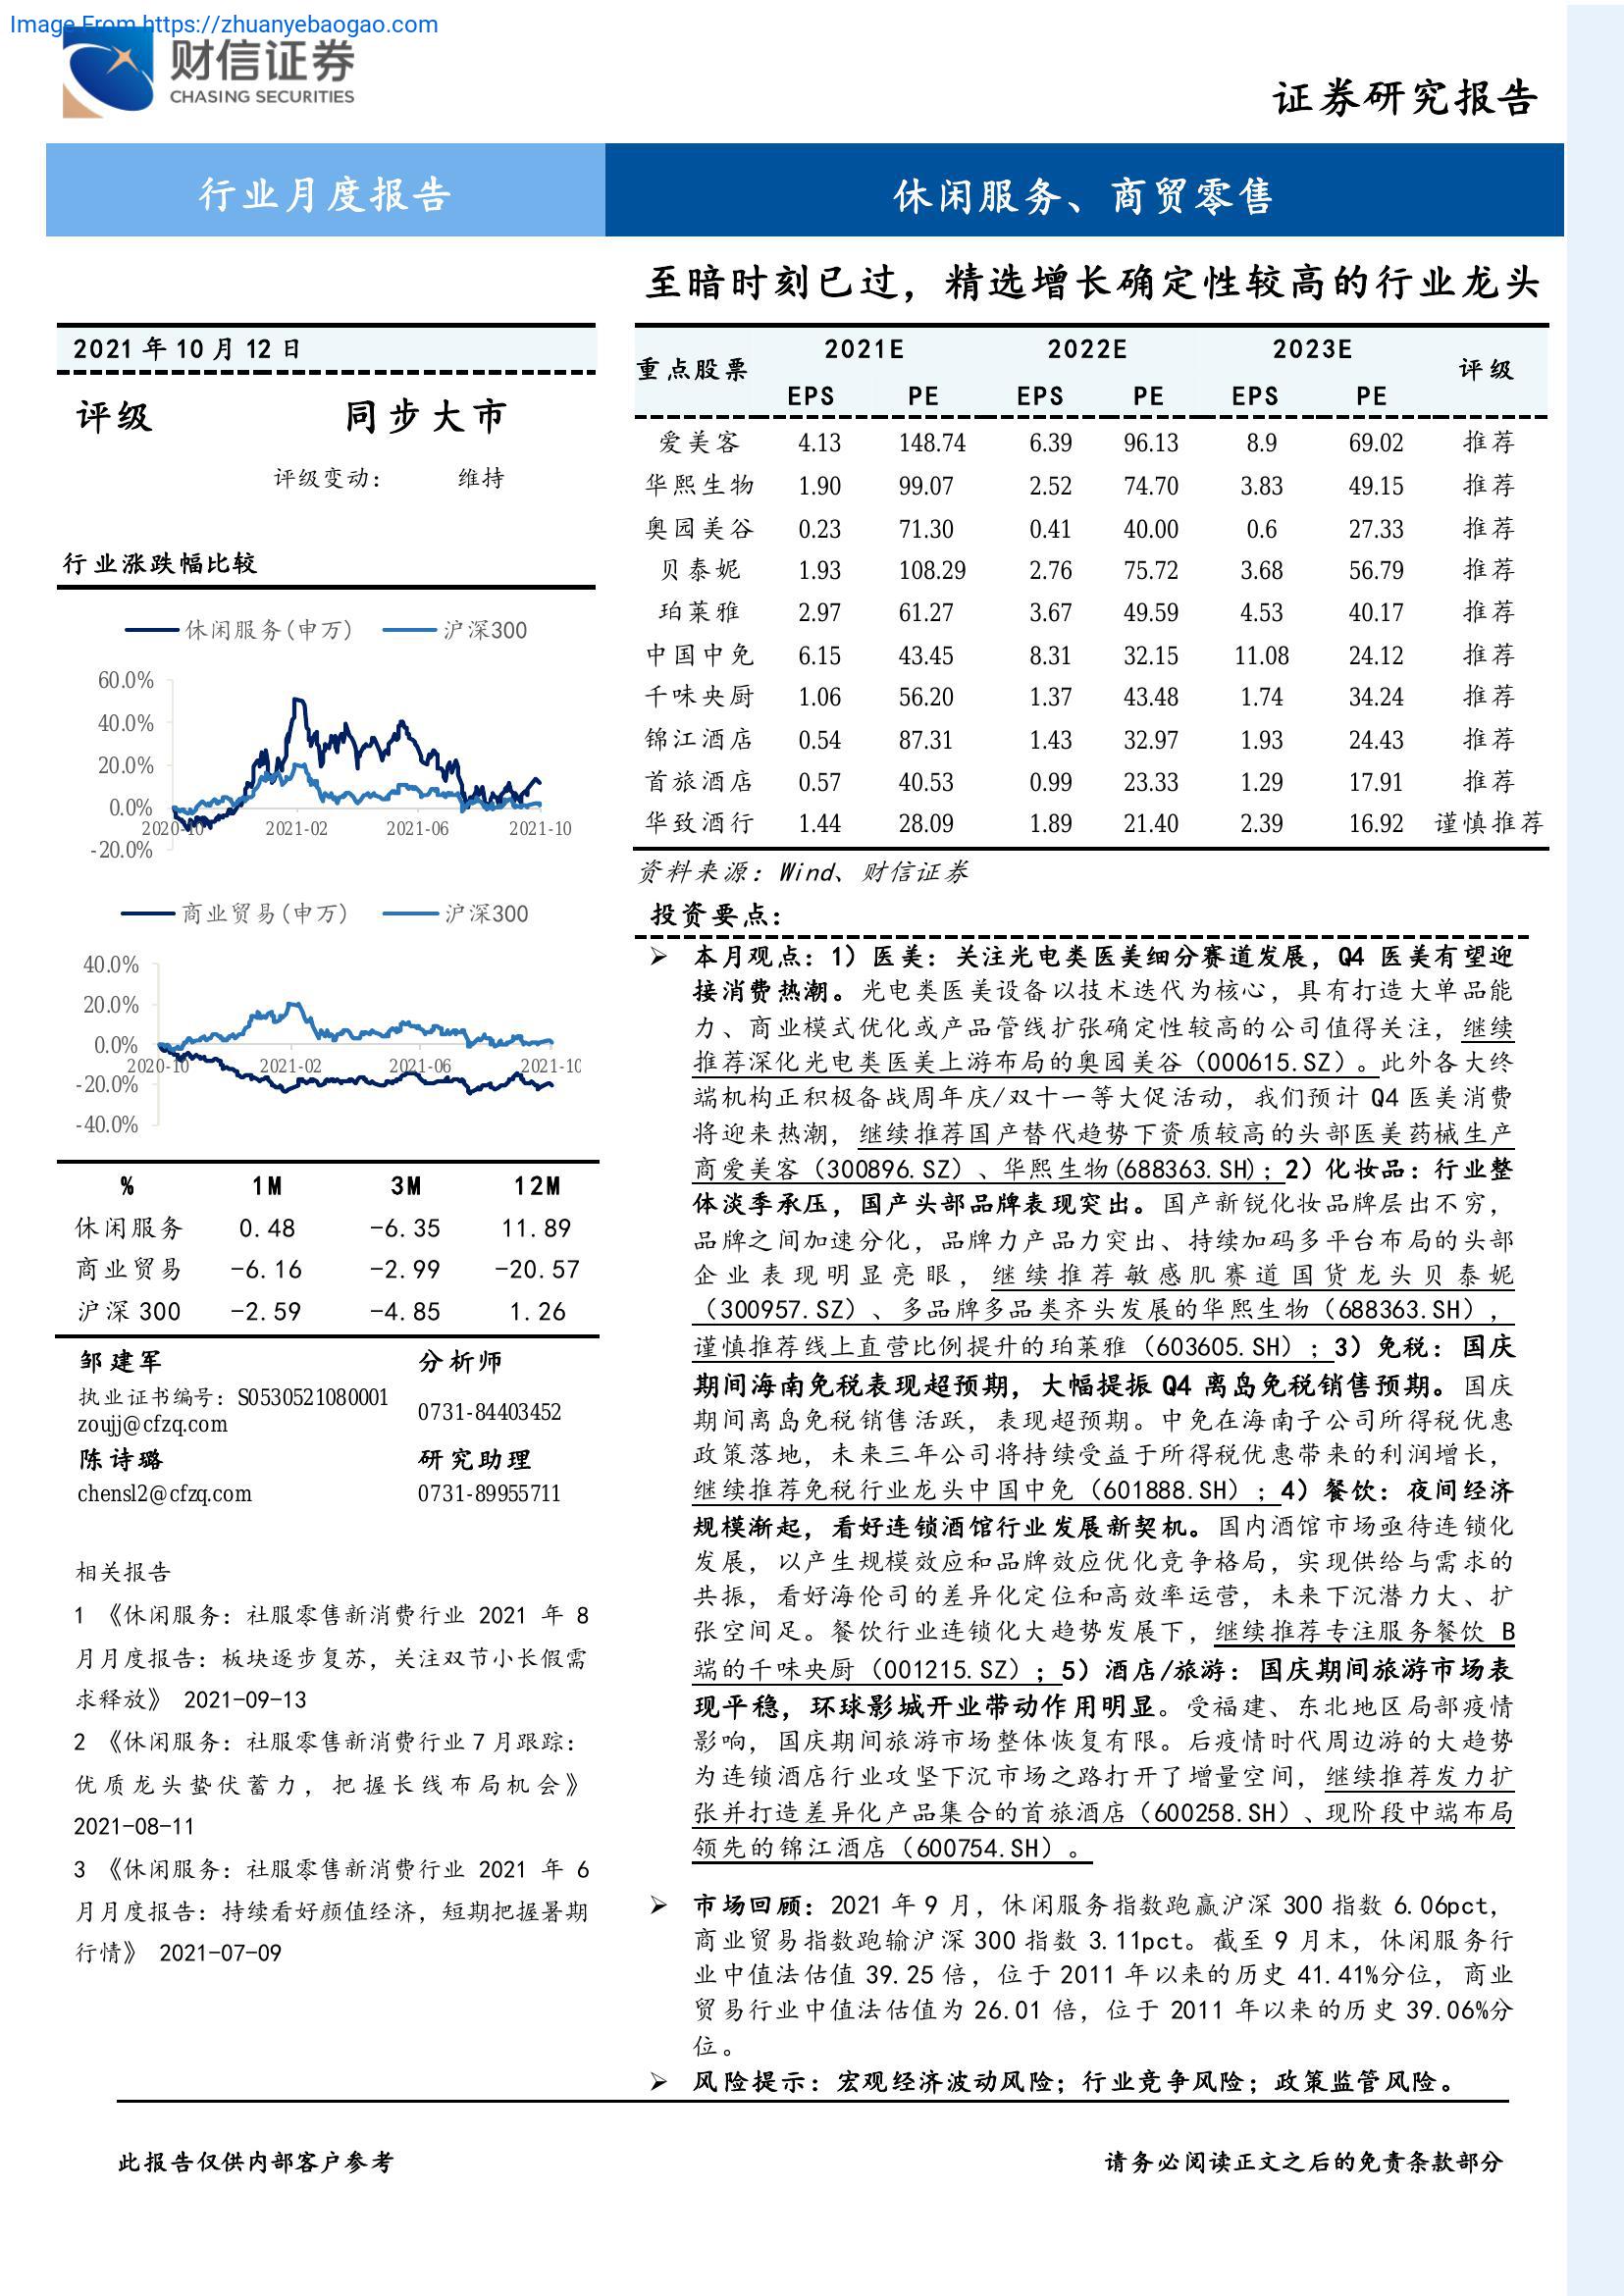 Image From https://zhuanyebaogao.com
财信证券
CHASING SECURITIES
证券研究报告
行业月度报告
休闲服务、商贸零售
至暗时刻已过，精选增长确定性较高的行业龙头
2021 年 10 月 12 日
评级 同步大市
评级变动： 维持
行业涨跌幅比较
休闲服务(申万) 沪深300
60.0%
40.0%
20.0%
0.0%
2020-10 2021-02 2021-06 2021-10
-20.0%
商业贸易(申万) 沪深300
40.0%
20.0%
0.0%
2020-10 2021-02 2021-06 2021-10
-20.0%
-40.0%
% 1M 3M 12M
休闲服务 0.48 -6.35 11.89
商业贸易 -6.16 -2.99 -20.57
沪深 300 -2.59 -4.85 1.26
邹建军 分析师
执业证书编号：S0530521080001
zoujj@cfzq.com 0731-84403452
陈诗璐 研究助理
chensl2@cfzq.com 0731-89955711
相关报告
1 《休闲服务：社服零售新消费行业 2021 年 8
月月度报告：板块逐步复苏，关注双节小长假需
求释放》 2021-09-13
2 《休闲服务：社服零售新消费行业 7 月跟踪：
优质龙头蛰伏蓄力，把握长线布局机会》
2021-08-11
3 《休闲服务：社服零售新消费行业 2021 年 6
月月度报告：持续看好颜值经济，短期把握暑期
行情》 2021-07-09
重点股票 2021E 2022E 2023E 评级
EPS PE EPS PE EPS PE
爱美客 4.13 148.74 6.39 96.13 8.9 69.02 推荐
华熙生物 1.90 99.07 2.52 74.70 3.83 49.15 推荐
奥园美谷 0.23 71.30 0.41 40.00 0.6 27.33 推荐
贝泰妮 1.93 108.29 2.76 75.72 3.68 56.79 推荐
珀莱雅 2.97 61.27 3.67 49.59 4.53 40.17 推荐
中国中免 6.15 43.45 8.31 32.15 11.08 24.12 推荐
千味央厨 1.06 56.20 1.37 43.48 1.74 34.24 推荐
锦江酒店 0.54 87.31 1.43 32.97 1.93 24.43 推荐
首旅酒店 0.57 40.53 0.99 23.33 1.29 17.91 推荐
华致酒行 1.44 28.09 1.89 21.40 2.39 16.92 谨慎推荐
资料来源：Wind、财信证券
投资要点：
➢ 本月观点：1）医美：关注光电类医美细分赛道发展，Q4 医美有望迎
接消费热潮。光电类医美设备以技术迭代为核心，具有打造大单品能
力、商业模式优化或产品管线扩张确定性较高的公司值得关注，继续
推荐深化光电类医美上游布局的奥园美谷（000615.SZ）。此外各大终
端机构正积极备战周年庆/双十一等大促活动，我们预计 Q4 医美消费
将迎来热潮，继续推荐国产替代趋势下资质较高的头部医美药械生产
商爱美客（300896.SZ）、华熙生物(688363.SH)；2）化妆品：行业整
体淡季承压，国产头部品牌表现突出。国产新锐化妆品牌层出不穷，
品牌之间加速分化，品牌力产品力突出、持续加码多平台布局的头部
企业表现明显亮眼，继续推荐敏感肌赛道国货龙头贝泰妮
（300957.SZ）、多品牌多品类齐头发展的华熙生物（688363.SH），
谨慎推荐线上直营比例提升的珀莱雅（603605.SH）；3）免税：国庆
期间海南免税表现超预期，大幅提振 Q4 离岛免税销售预期。国庆
期间离岛免税销售活跃，表现超预期。中免在海南子公司所得税优惠
政策落地，未来三年公司将持续受益于所得税优惠带来的利润增长，
继续推荐免税行业龙头中国中免（601888.SH）；4）餐饮：夜间经济
规模渐起，看好连锁酒馆行业发展新契机。国内酒馆市场亟待连锁化
发展，以产生规模效应和品牌效应优化竞争格局，实现供给与需求的
共振，看好海伦司的差异化定位和高效率运营，未来下沉潜力大、扩
张空间足。餐饮行业连锁化大趋势发展下，继续推荐专注服务餐饮 B
端的千味央厨（001215.SZ）；5）酒店/旅游：国庆期间旅游市场表
现平稳，环球影城开业带动作用明显。受福建、东北地区局部疫情
影响，国庆期间旅游市场整体恢复有限。后疫情时代周边游的大趋势
为连锁酒店行业攻坚下沉市场之路打开了增量空间，继续推荐发力扩
张并打造差异化产品集合的首旅酒店（600258.SH）、现阶段中端布局
领先的锦江酒店（600754.SH）。
➢ 市场回顾：2021 年 9 月，休闲服务指数跑赢沪深 300 指数 6.06pct，
商业贸易指数跑输沪深 300 指数 3.11pct。截至 9 月末，休闲服务行
业中值法估值 39.25 倍，位于 2011 年以来的历史 41.41%分位，商业
贸易行业中值法估值为 26.01 倍，位于 2011 年以来的历史 39.06%分
位。
➢ 风险提示：宏观经济波动风险；行业竞争风险；政策监管风险。
此报告仅供内部客户参考
请务必阅读正文之后的免责条款部分